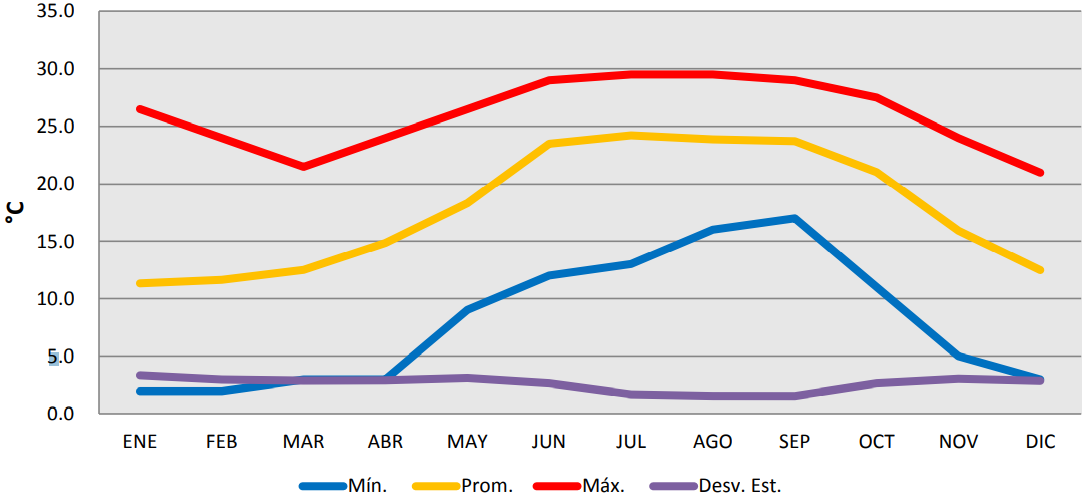 35.0
30.0
25.0
20.0
15.0
10.0
5.0
0.0
°C
ENE FEB MAR ABR MAY JUN JUL AGO SEP OCT NOV DIC
Mín. Prom. Máx. Desv. Est.